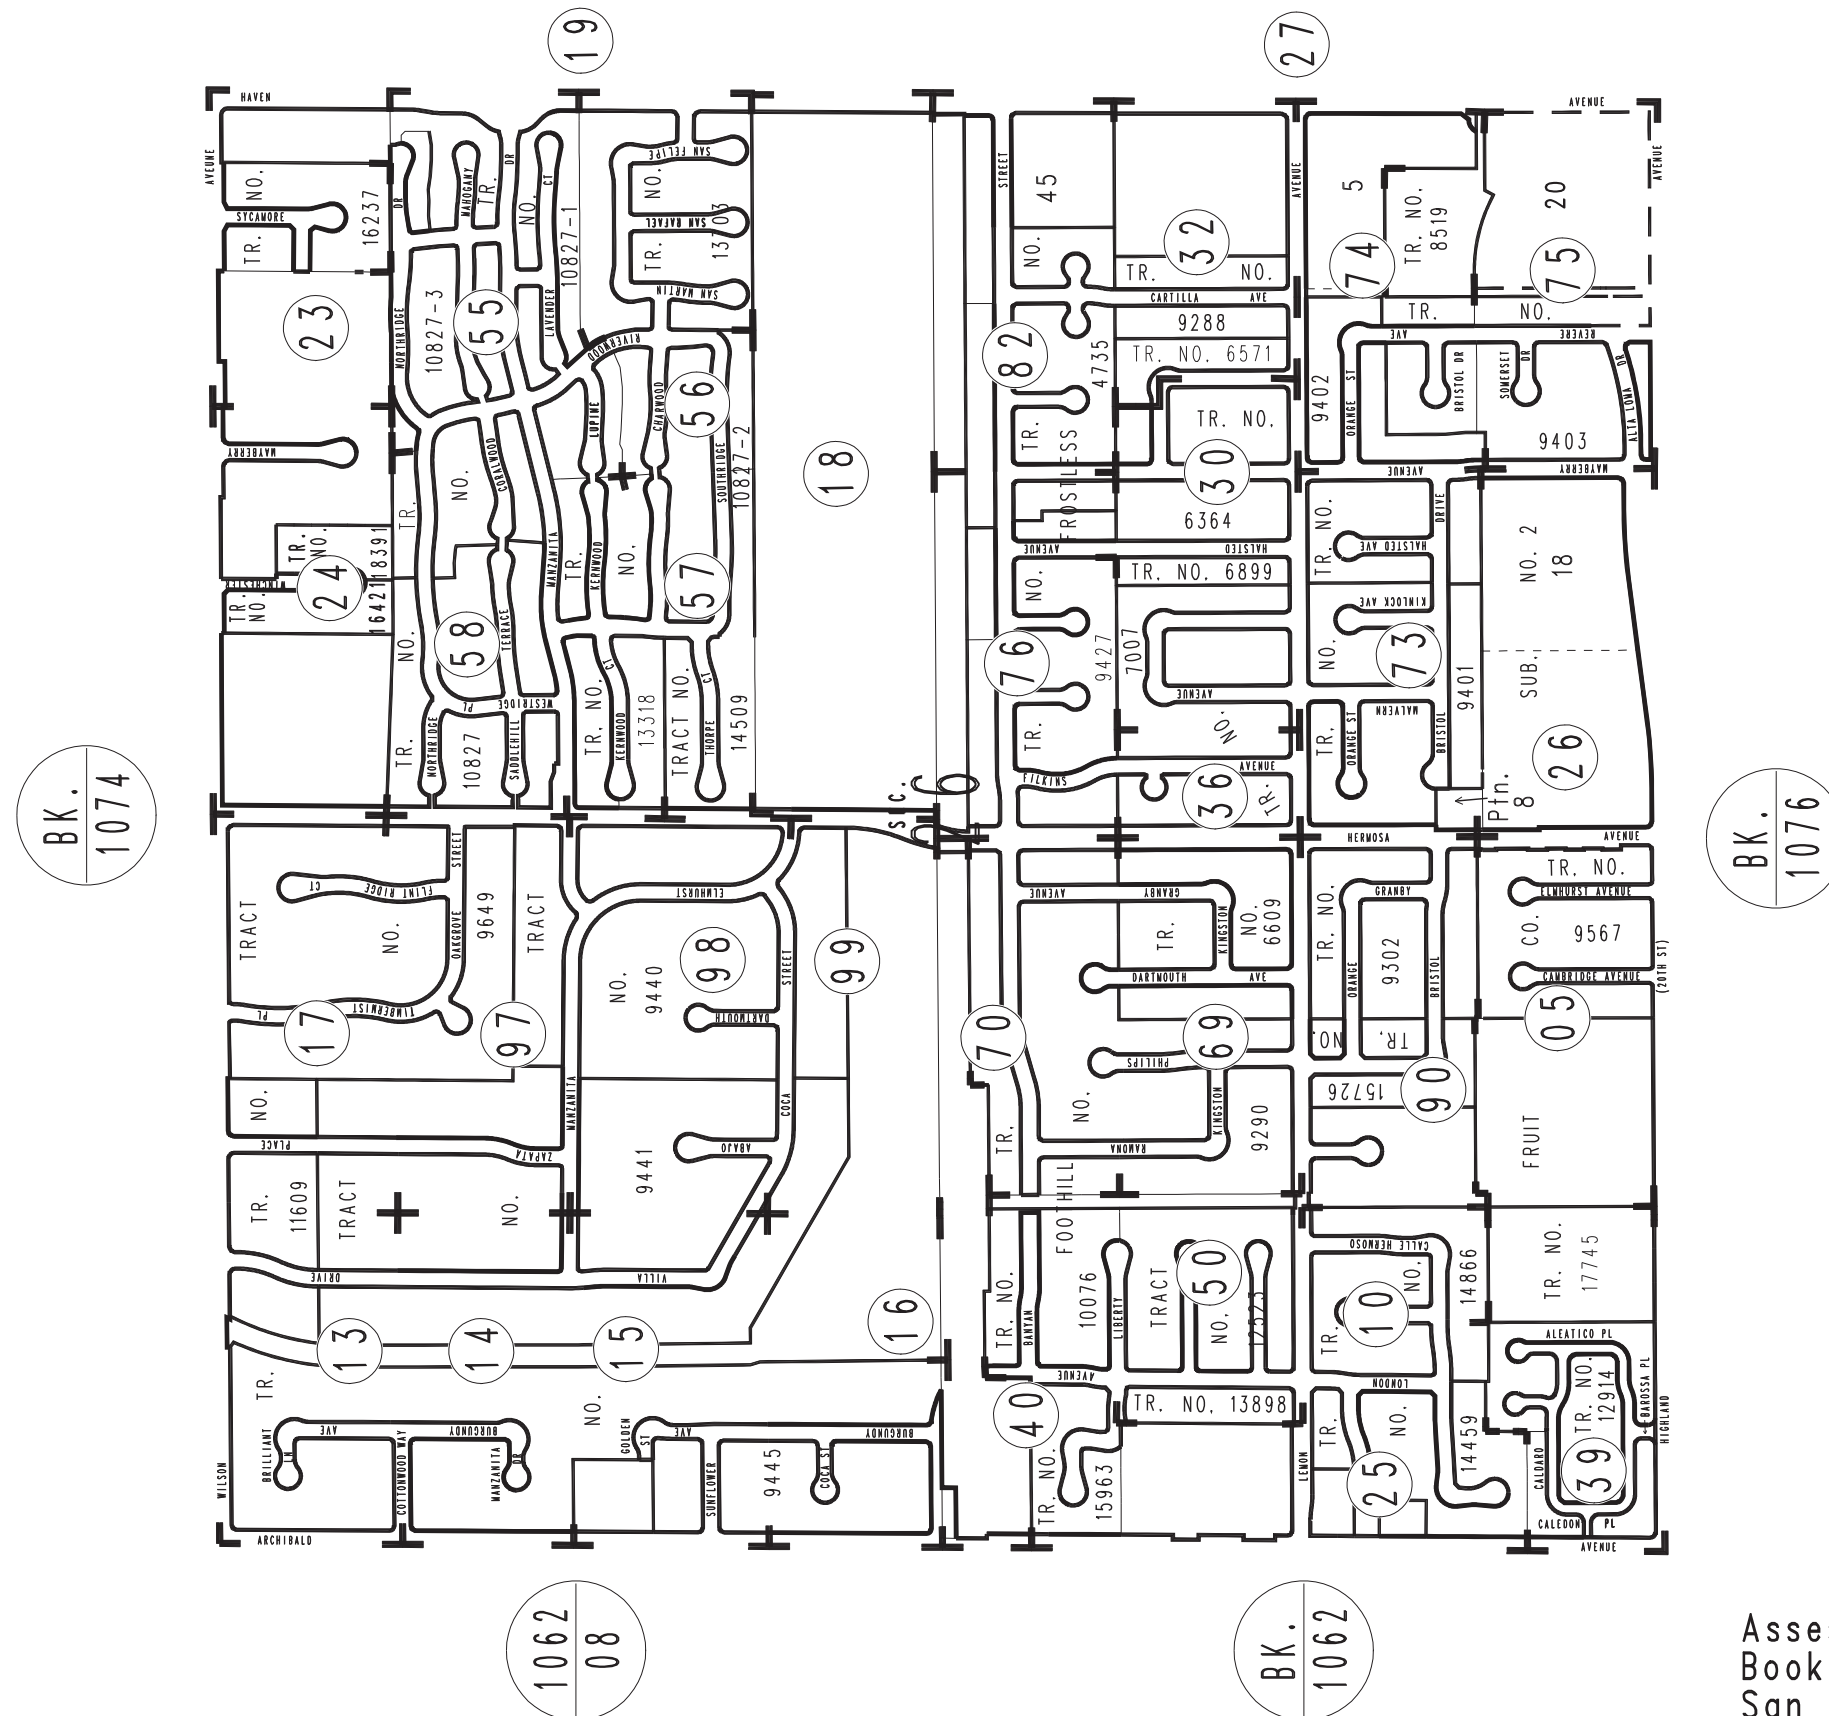 19
27
HAVEN
AVENUE
AVEUNE
AVENUE
SYCAMORE
TR.
NO.
16237
DR
MAHOGANY
TR.
DR
NO.
CT
10827-1
SAN FELIPE
NO.
SAN RAFAEL
TR.
13703
SAN MARTIN
STREET
45
NO.
32
TR.
NO.
AVENUE
5
74
TR. NO.
8519
20
75
TR.
NO.
23
NORTHRIDGE
10827-3
55
LAVENDER
RIVERWOOD
CARTILLA
AVE
9288
TR. NO. 6571
82
4735
AVE
REVERE
9402
ORANGE ST
BRISTOL DR
SOMERSET
DR
ALTA LOMA
DR
9403
MAYBERRY
CORALWOOD
NO.
TR.
LUPINE
CHARWOOD
56
SOUTHRIDGE
10827-2
18
TR.
FROSTLESS
TR. NO.
30
6364
AVENUE
MAYBERRY
TR.
NO.
18391
WINCHESTER
24
TR.
NO.
16421
TR.
NO.
58
TERRACE
MANZANITA
TR.
KERNWOOD
NO.
57
AVENUE
HALSTED
TR. NO. 6899
NO.
76
9427
7007
AVENUE
TR.
NO.
TR. NO.
HALSTED AVE
DRIVE
KINLOCK AVE
NO.
73
9401
NO. 2
18
SUB.
26
PL
WESTRIDGE
TR.
NORTHRIDGE
10827
SADDLEHILL
TR. NO.
KERNWOOD
CT
13318
TRACT NO.
THORPE
CT
14509
FILKINS
AVENUE
36
TR.
TR.
ORANGE ST
MALVERN
BRISTOL
Ptn.
8
BK.
1074
BK.
1076
HERMOSA
AVENUE
TRACT
CT
FLINT RIDGE
NO.
STREET
OAKGROVE
9649
TRACT
ELMHURST
NO.
9440
98
STREET
99
DARTMOUTH
PL
17
TIMBERMIST
97
AVENUE
GRANBY
TR.
KINGSTON
NO.
6609
DARTMOUTH
AVE
70
69
PHILIPS
TR. NO.
GRANBY
ORANGE
9302
BRISTOL
NO.
TR.
TR. NO.
ELMHURST AVENUE
CO.
9567
CAMBRIDGE AVENUE
(20TH ST)
05
NO.
PLACE
ZAPATA
MANZANITA
COCA
ABAJO
9441
TR.
11609
TRACT
NO.
DRIVE
VILLA
NO.
TR.
KINGSTON
9290
RAMONA
FOOTHILL
15726
90
FRUIT
13
14
15
16
TR. NO.
BANYAN
10076
LIBERTY
TRACT
50
NO.
12523
CALLE HERMOSO
10
NO.
TR.
14866
TR. NO.
17745
TR.
BRILLIANT
LN
AVE
COTTONWOOD WAY
BURGUNDY
MANZANITA
DR
NO.
GOLDEN
ST
AVE
SUNFLOWER
9445
COCA ST
BURGUNDY
WILSON
ARCHIBALD
AVENUE
40
TR. NO. 13898
TR. NO.
15963
LEMON
LONDON
TR.
NO.
25
14459
ALEATICO PL
TR. NO.
12914
BAROSSA PL
HIGHLAND
39
CALDARO
CALEDON
PL
AVENUE
1062
08
BK.
1062
Asse
Book
San